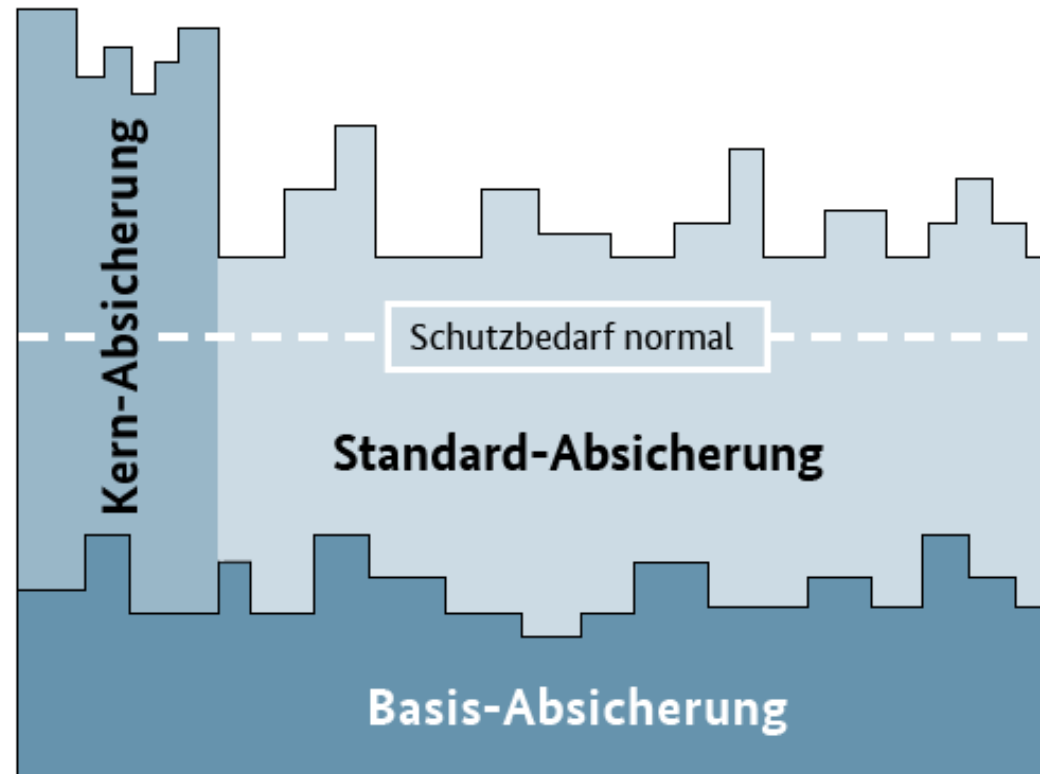 Kern-Absicherung
Schutzbedarf normal
Standard-Absicherung
Basis-Absicherung